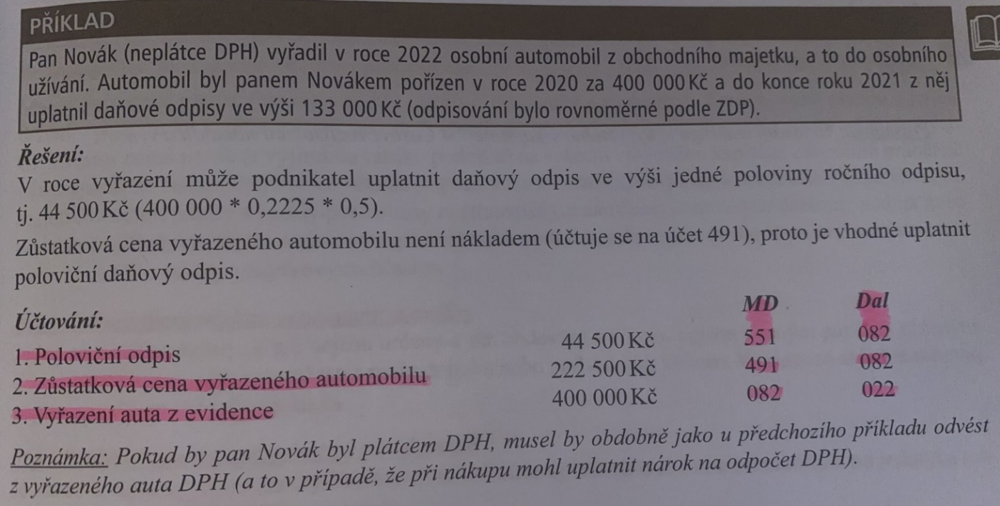 PŘÍKLAD
Pan Novák (neplátce DPH) vyřadil v roce 2022 osobní automobil z obchodního majetku, a to do osobního
užívání. Automobil byl panem Novákem pořízen v roce 2020 za 400 000 Kč a do konce roku 2021 z něj
uplatnil daňové odpisy ve výši 133 000 Kč (odpisování bylo rovnoměrné podle ZDP).
Řešení:
V roce vyřazení může podnikatel uplatnit daňový odpis ve výši jedné poloviny ročního odpisu,
tj. 44 500 Kč (400 000 * 0,2225 * 0,5).
Zůstatková cena vyřazeného automobilu není nákladem (účtuje se na účet 491), proto je vhodné uplatnit
poloviční daňový odpis.
Účtování: MD Dal
1. Poloviční odpis 44 500 Kč 551 082
2. Zůstatková cena vyřazeného automobilu 222 500 Kč 491 082
3. Vyřazení auta z evidence 400 000 Kč 082 022
Poznámka: Pokud by pan Novák byl plátcem DPH, musel by obdobně jako u předchozího příkladu odvést
z vyřazeného auta DPH (a to v případě, že při nákupu mohl uplatnit nárok na odpočet DPH).